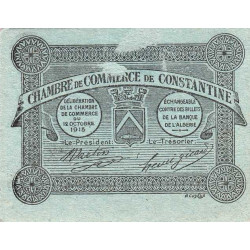 CHAMBRE DE COMMERCE DE CONSTANTINE
DÉLIBÉRATION
DE LA CHAMBRE
DE COMMERCE
DU
12 OCTOBRE
1915
ÉCHANGEABLE
CONTRE DES BILLETS
DE LA BANQUE
DE L'ALGÉRIE
Le Président
Le Trésorier